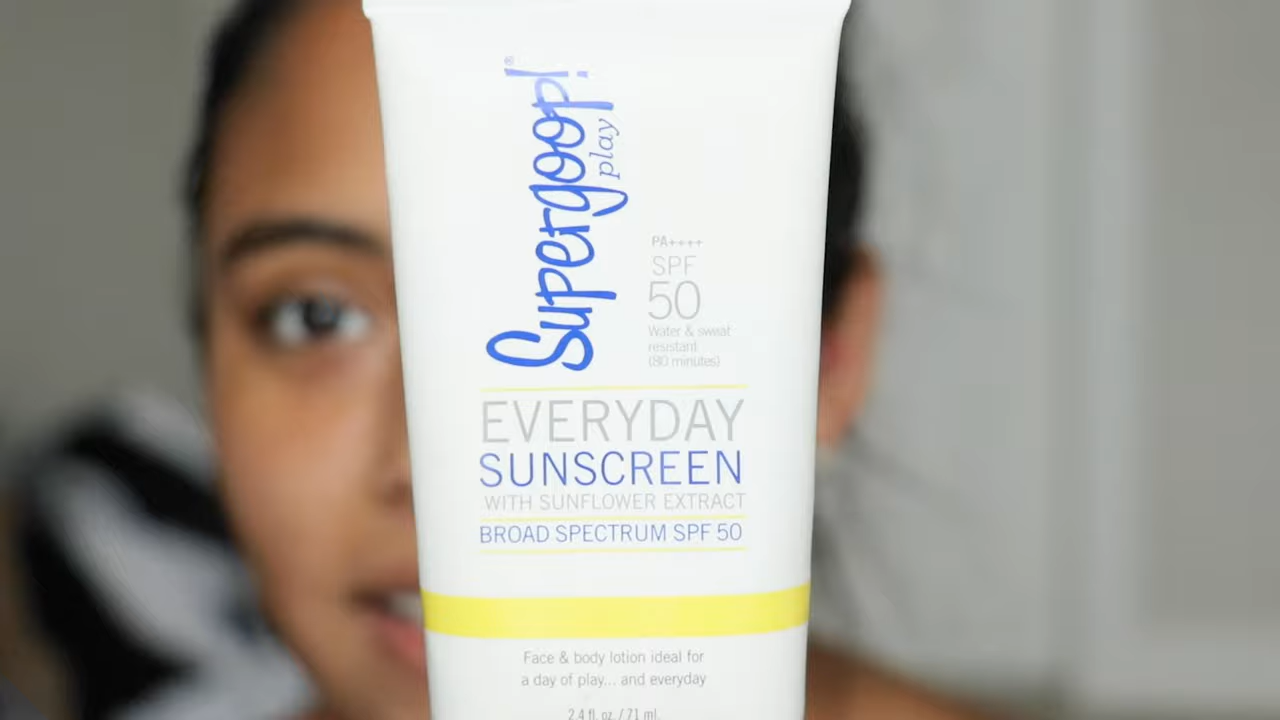 Supergoop!®
play
PA++++
SPF
50
Water & sweat
resistant
(80 minutes)
EVERYDAY
SUNSCREEN
WITH SUNFLOWER EXTRACT
BROAD SPECTRUM SPF 50
Face & body lotion ideal for
a day of play... and everyday
2.4 fl. oz. / 71 ml.